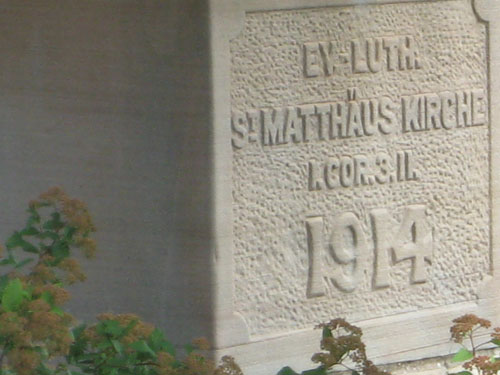 EV.-LUTH.
ST MATTHÄUS KIRCHE
I.COR.3.11.
1914